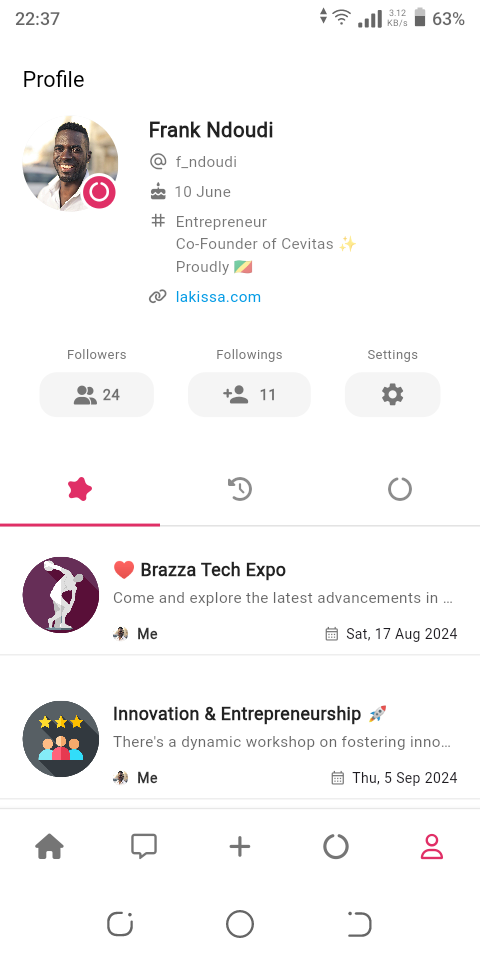 22:37
3.12
KB/s
63%
Profile
Frank Ndoudi
f_ndoudi
10 June
Entrepreneur
Co-Founder of Cevitas ✨
Proudly 🇨🇬
lakissa.com
Followers
Followings
Settings
24
11
❤️ Brazza Tech Expo
Come and explore the latest advancements in ...
Me
Sat, 17 Aug 2024
Innovation & Entrepreneurship 🚀
There's a dynamic workshop on fostering inno...
Me
Thu, 5 Sep 2024